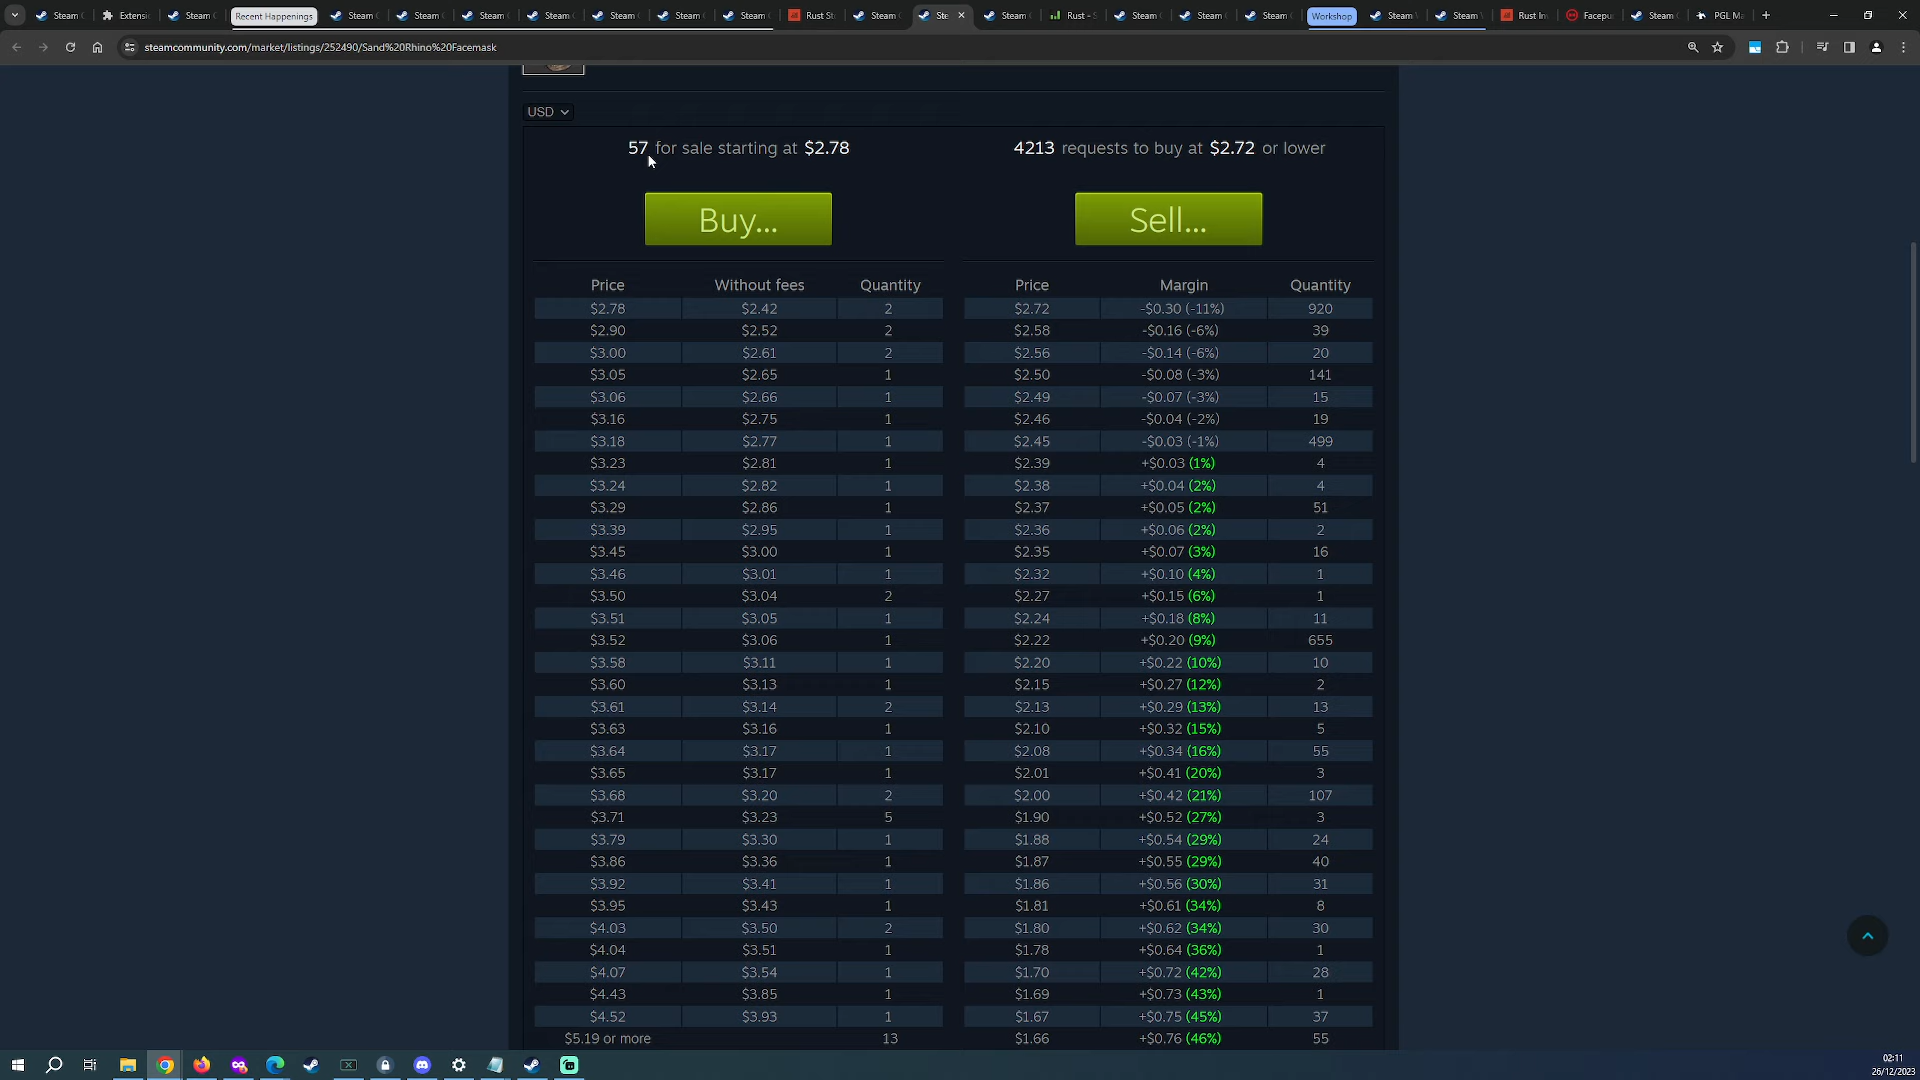 Steam Extensi Steam Recent Happenings Steam Steam Steam Steam Steam Steam Steam Rust St Steam Ste Steam Rust - S Steam Steam Steam Workshop Steam Steam Rust In Facepu Steam PGL Ma
steamcommunity.com/market/listings/252490/Sand%20Rhino%20Facemask
USD
57 for sale starting at $2.78 4213 requests to buy at $2.72 or lower
Buy... Sell...
Price Without fees Quantity Price Margin Quantity
$2.78 $2.42 2 $2.72 -$0.30 (-11%) 920
$2.90 $2.52 2 $2.58 -$0.16 (-6%) 39
$3.00 $2.61 2 $2.56 -$0.14 (-6%) 20
$3.05 $2.65 1 $2.50 -$0.08 (-3%) 141
$3.06 $2.66 1 $2.49 -$0.07 (-3%) 15
$3.16 $2.75 1 $2.46 -$0.04 (-2%) 19
$3.18 $2.77 1 $2.45 -$0.03 (-1%) 499
$3.23 $2.81 1 $2.39 +$0.03 (1%) 4
$3.24 $2.82 1 $2.38 +$0.04 (2%) 4
$3.29 $2.86 1 $2.37 +$0.05 (2%) 51
$3.39 $2.95 1 $2.36 +$0.06 (2%) 2
$3.45 $3.00 1 $2.35 +$0.07 (3%) 16
$3.46 $3.01 1 $2.32 +$0.10 (4%) 1
$3.50 $3.04 2 $2.27 +$0.15 (6%) 1
$3.51 $3.05 1 $2.24 +$0.18 (8%) 11
$3.52 $3.06 1 $2.22 +$0.20 (9%) 655
$3.58 $3.11 1 $2.20 +$0.22 (10%) 10
$3.60 $3.13 1 $2.15 +$0.27 (12%) 2
$3.61 $3.14 2 $2.13 +$0.29 (13%) 13
$3.63 $3.16 1 $2.10 +$0.32 (15%) 5
$3.64 $3.17 1 $2.08 +$0.34 (16%) 55
$3.65 $3.17 1 $2.01 +$0.41 (20%) 3
$3.68 $3.20 2 $2.00 +$0.42 (21%) 107
$3.71 $3.23 5 $1.90 +$0.52 (27%) 3
$3.79 $3.30 1 $1.88 +$0.54 (29%) 24
$3.86 $3.36 1 $1.87 +$0.55 (29%) 40
$3.92 $3.41 1 $1.86 +$0.56 (30%) 31
$3.95 $3.43 1 $1.81 +$0.61 (34%) 8
$4.03 $3.50 2 $1.80 +$0.62 (34%) 30
$4.04 $3.51 1 $1.78 +$0.64 (36%) 1
$4.07 $3.54 1 $1.70 +$0.72 (42%) 28
$4.43 $3.85 1 $1.69 +$0.73 (43%) 1
$4.52 $3.93 1 $1.67 +$0.75 (45%) 37
$5.19 or more 13 $1.66 +$0.76 (46%) 55
02:11
26/12/2023